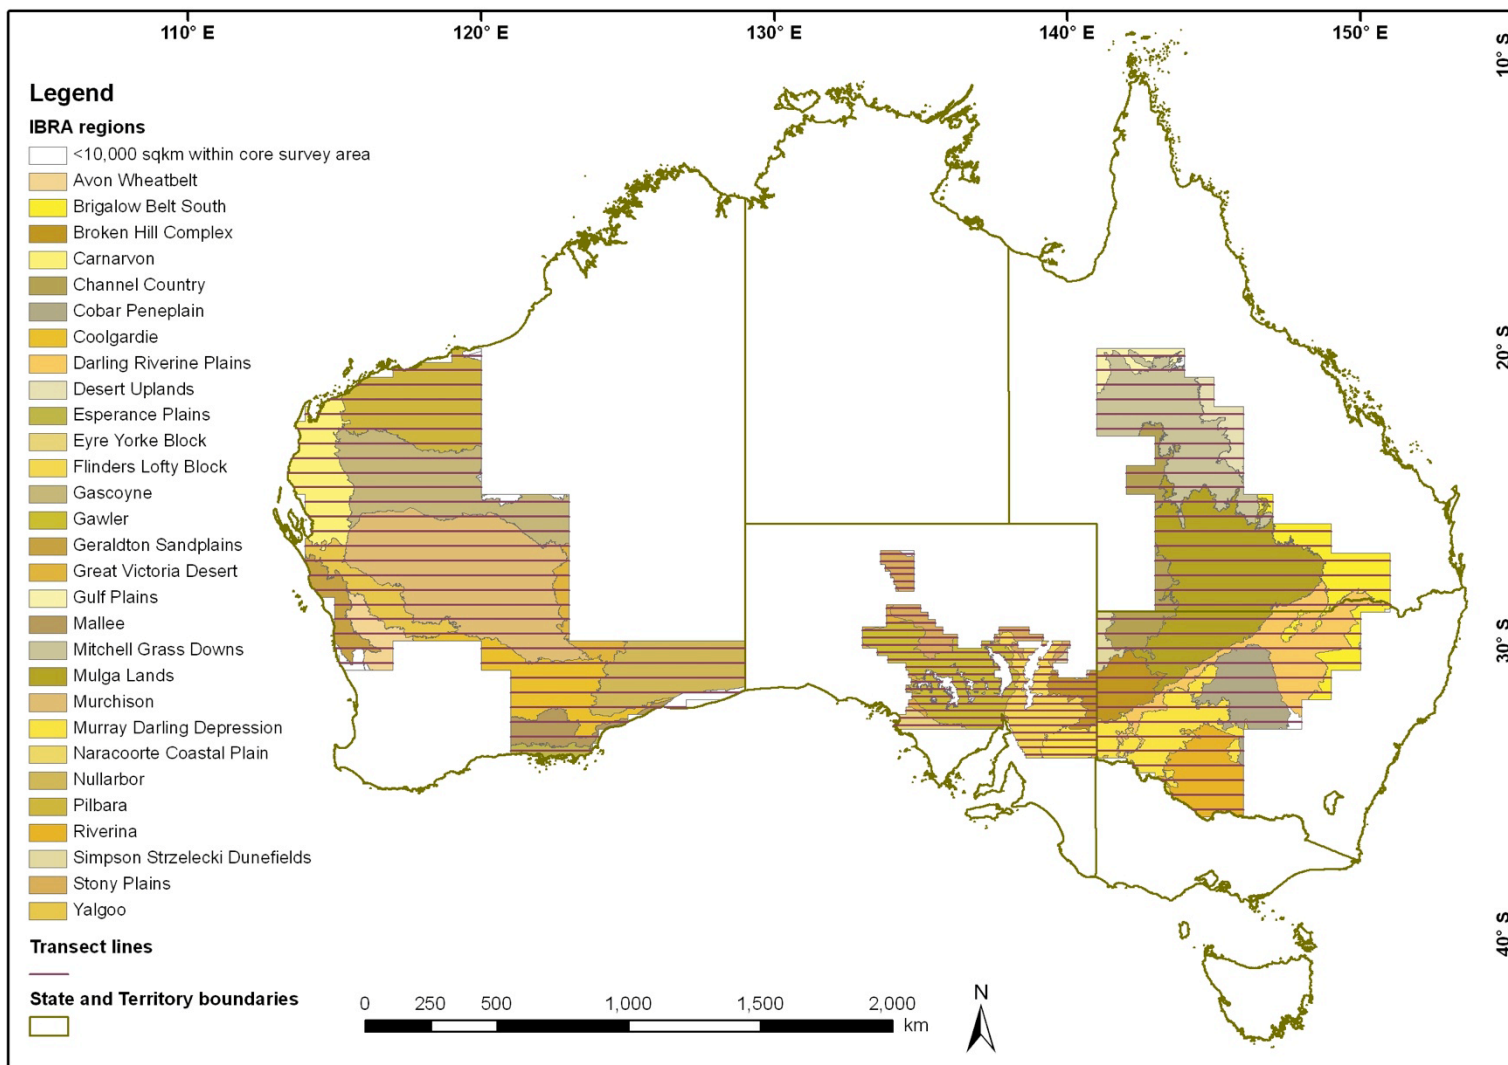 110° E 120° E 130° E 140° E 150° E
10° S
20° S
30° S
40° S
Legend
IBRA regions
<10,000 sqkm within core survey area
Avon Wheatbelt
Brigalow Belt South
Broken Hill Complex
Carnarvon
Channel Country
Cobar Peneplain
Coolgardie
Darling Riverine Plains
Desert Uplands
Esperance Plains
Eyre Yorke Block
Flinders Lofty Block
Gascoyne
Gawler
Geraldton Sandplains
Great Victoria Desert
Gulf Plains
Mallee
Mitchell Grass Downs
Mulga Lands
Murchison
Murray Darling Depression
Naracoorte Coastal Plain
Nullarbor
Pilbara
Riverina
Simpson Strzelecki Dunefields
Stony Plains
Yalgoo
Transect lines
State and Territory boundaries
0 250 500 1,000 1,500 2,000
km
N